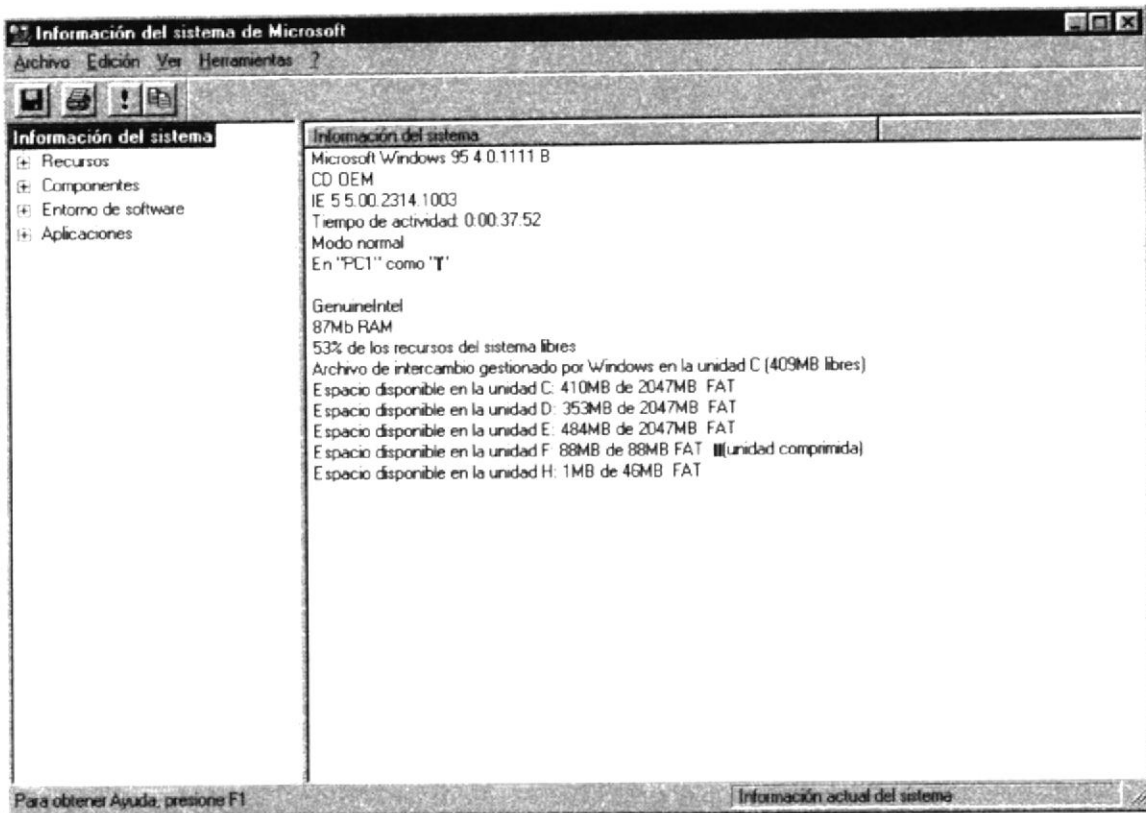 Información del sistema de Microsoft
Archivo Edición Ver Herramientas ?
Información del sistema
Recursos
Componentes
Entorno de software
Aplicaciones
Información del sistema
Microsoft Windows 95 4.0.1111 B
CD OEM
IE 5 5.00.2314.1003
Tiempo de actividad: 0:00:37:52
Modo normal
En "PC1" como "T"
GenuineIntel
87Mb RAM
53% de los recursos del sistema libres
Archivo de intercambio gestionado por Windows en la unidad C (409MB libres)
Espacio disponible en la unidad C: 410MB de 2047MB FAT
Espacio disponible en la unidad D: 353MB de 2047MB FAT
Espacio disponible en la unidad E: 484MB de 2047MB FAT
Espacio disponible en la unidad F: 88MB de 88MB FAT (unidad comprimida)
Espacio disponible en la unidad H: 1MB de 46MB FAT
Para obtener Ayuda, presione F1
Información actual del sistema